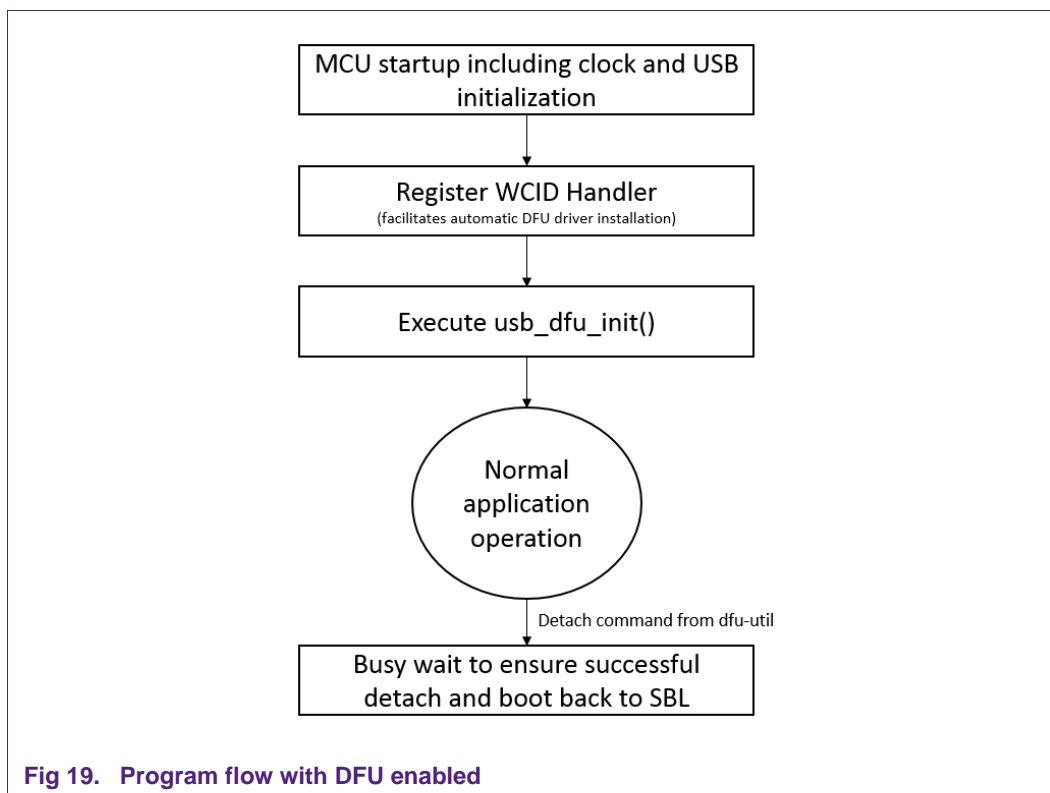 MCU startup including clock and USB
initialization
Register WCID Handler
(facilitates automatic DFU driver installation)
Execute usb_dfu_init()
Normal
application
operation
Detach command from dfu-util
Busy wait to ensure successful
detach and boot back to SBL
Fig 19. Program flow with DFU enabled